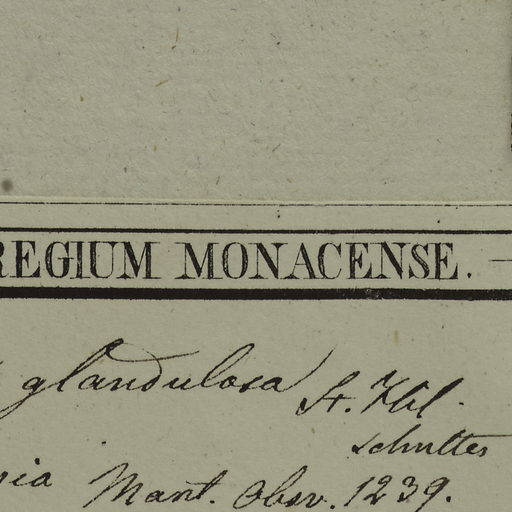 REGIUM MONACENSE.
glandulosa St. Hil.
Schultes
Mant. Obsv. 1239.